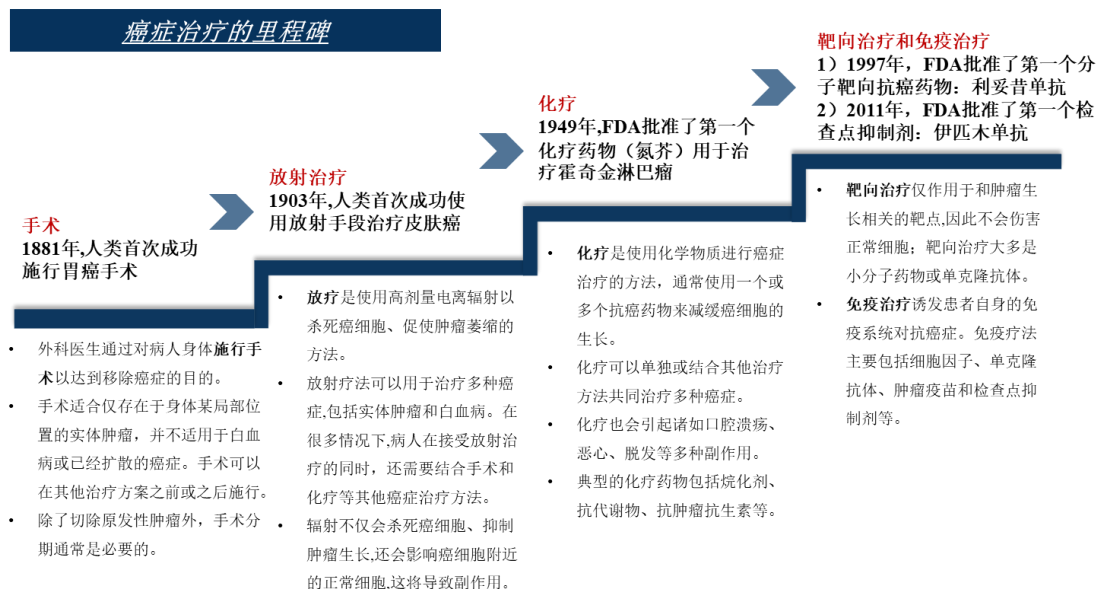 癌症治疗的里程碑
手术
1881年,人类首次成功
施行胃癌手术
• 外科医生通过对病人身体施行手
术以达到移除癌症的目的。
• 手术适合仅存在于身体某局部位
置的实体肿瘤，并不适用于白血
病或已经扩散的癌症。手术可以
在其他治疗方案之前或之后施行。
• 除了切除原发性肿瘤外，手术分
期通常是必要的。
放射治疗
1903年,人类首次成功使
用放射手段治疗皮肤癌
• 放疗是使用高剂量电离辐射以
杀死癌细胞、促使肿瘤萎缩的
方法。
• 放射疗法可以用于治疗多种癌
症,包括实体肿瘤和白血病。在
很多情况下,病人在接受放射治
疗的同时，还需要结合手术和
化疗等其他癌症治疗方法。
• 辐射不仅会杀死癌细胞、抑制
肿瘤生长,还会影响癌细胞附近
的正常细胞,这将导致副作用。
化疗
1949年,FDA批准了第一个
化疗药物（氮芥）用于治
疗霍奇金淋巴瘤
• 化疗是使用化学物质进行癌症
治疗的方法，通常使用一个或
多个抗癌药物来减缓癌细胞的
生长。
• 化疗可以单独或结合其他治疗
方法共同治疗多种癌症。
• 化疗也会引起诸如口腔溃疡、
恶心、脱发等多种副作用。
• 典型的化疗药物包括烷化剂、
抗代谢物、抗肿瘤抗生素等。
靶向治疗和免疫治疗
1）1997年，FDA批准了第一个分
子靶向抗癌药物：利妥昔单抗
2）2011年，FDA批准了第一个检
查点抑制剂：伊匹木单抗
• 靶向治疗仅作用于和肿瘤生
长相关的靶点,因此不会伤害
正常细胞；靶向治疗大多是
小分子药物或单克隆抗体。
• 免疫治疗诱发患者自身的免
疫系统对抗癌症。免疫疗法
主要包括细胞因子、单克隆
抗体、肿瘤疫苗和检查点抑
制剂等。